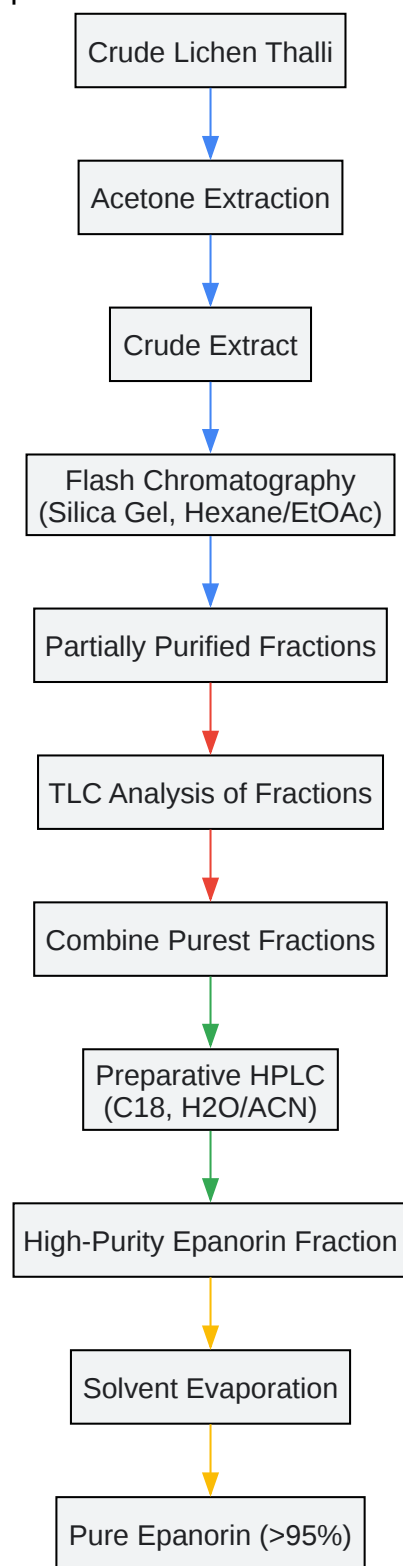 Crude Lichen Thalli
Acetone Extraction
Crude Extract
Flash Chromatography
(Silica Gel, Hexane/EtOAc)
Partially Purified Fractions
TLC Analysis of Fractions
Combine Purest Fractions
Preparative HPLC
(C18, H2O/ACN)
High-Purity Epanorin Fraction
Solvent Evaporation
Pure Epanorin (>95%)